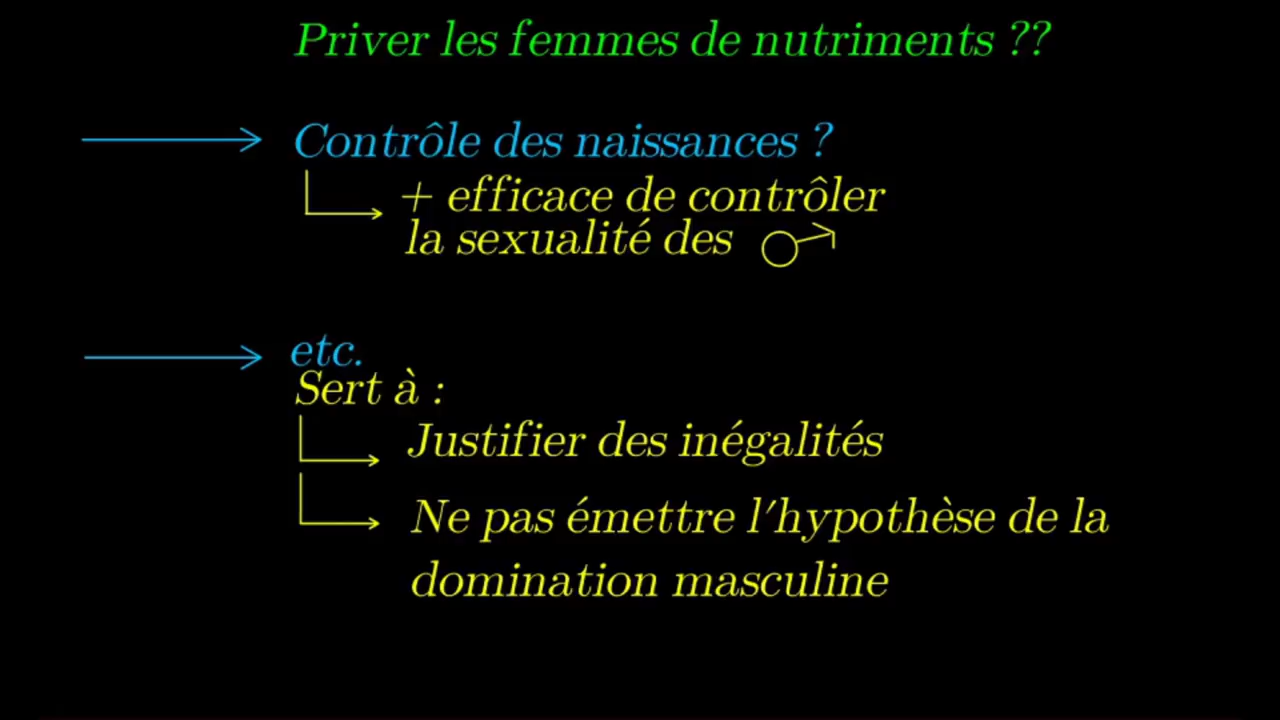 Priver les femmes de nutriments ??
Contrôle des naissances ?
+ efficace de contrôler
la sexualité des
etc.
Sert à :
Justifier des inégalités
Ne pas émettre l'hypothèse de la
domination masculine